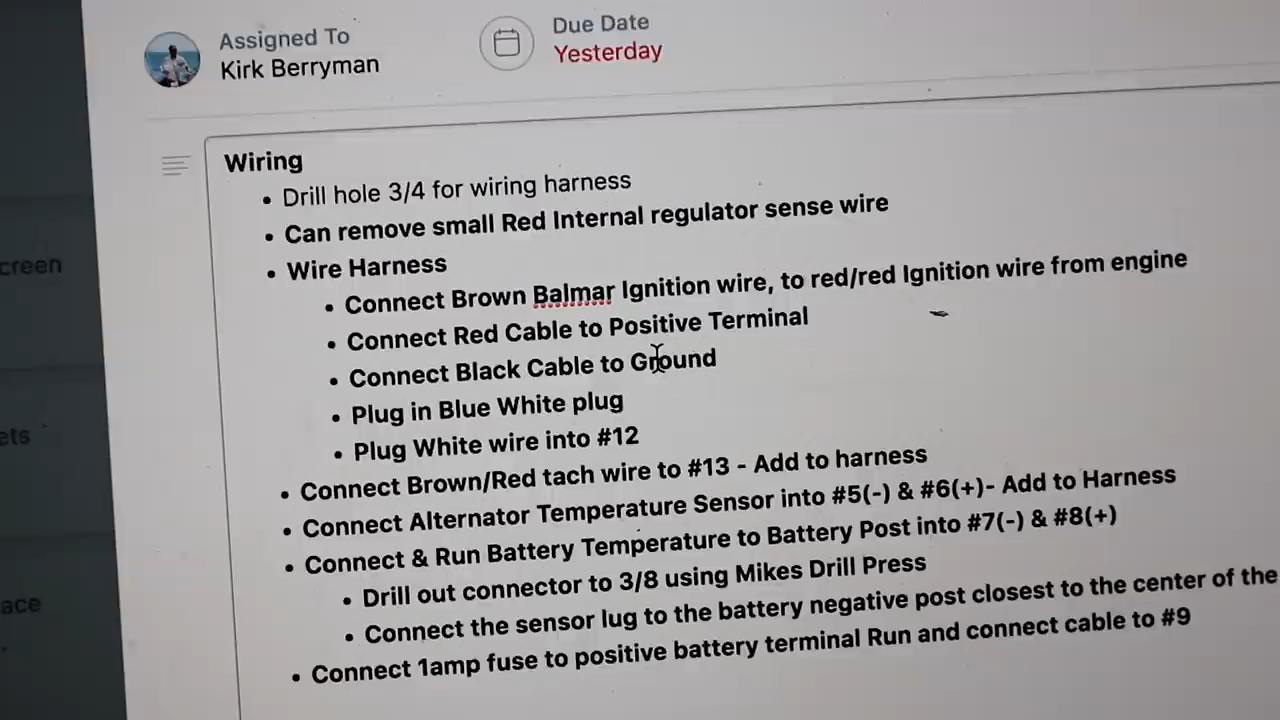 Assigned To
Kirk Berryman
Due Date
Yesterday
Wiring
Drill hole 3/4 for wiring harness
Can remove small Red Internal regulator sense wire
Wire Harness
Connect Brown Balmar Ignition wire, to red/red Ignition wire from engine
Connect Red Cable to Positive Terminal
Connect Black Cable to Ground
Plug in Blue White plug
Plug White wire into #12
Connect Brown/Red tach wire to #13 - Add to harness
Connect Alternator Temperature Sensor into #5(-) & #6(+)- Add to Harness
Connect & Run Battery Temperature to Battery Post into #7(-) & #8(+)
Drill out connector to 3/8 using Mikes Drill Press
Connect the sensor lug to the battery negative post closest to the center of the
Connect 1amp fuse to positive battery terminal Run and connect cable to #9
creen
ets
ace